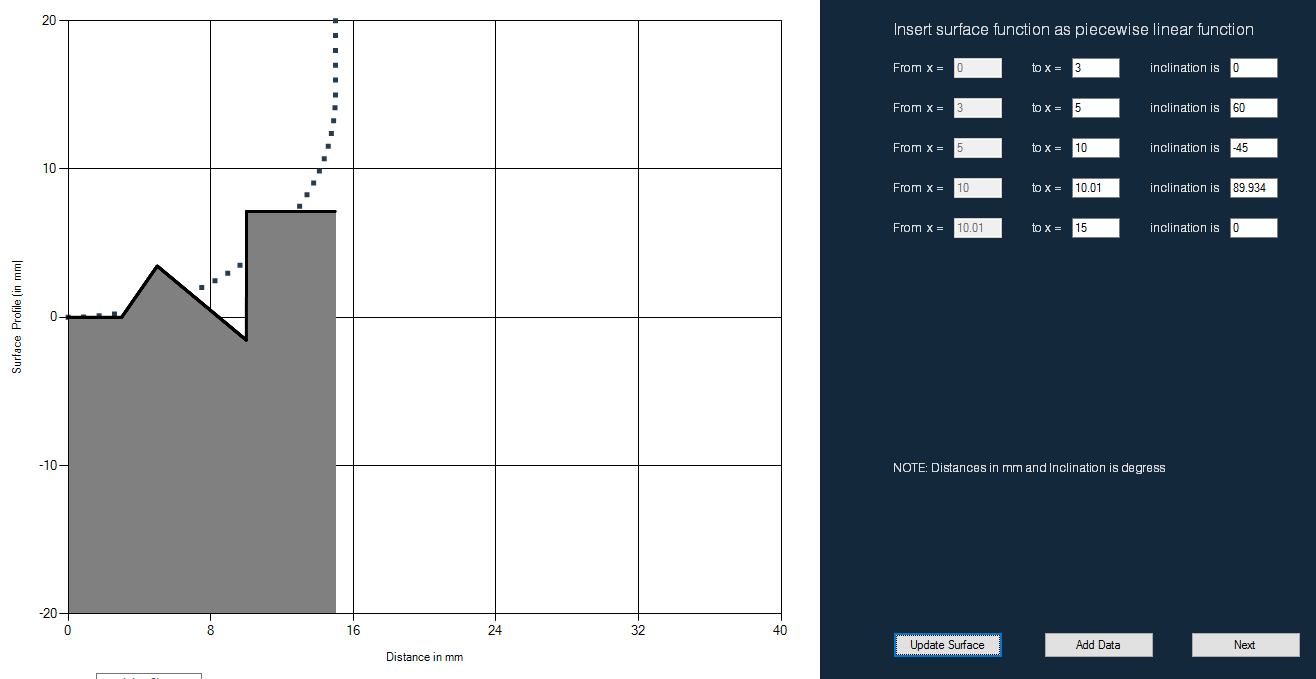 20
10
0
-10
-20
Surface Profile (in mm)
0 8 16 24 32 40
Distance in mm
Insert surface function as piecewise linear function
From x = 0 to x = 3 inclination is 0
From x = 3 to x = 5 inclination is 60
From x = 5 to x = 10 inclination is -45
From x = 10 to x = 10.01 inclination is 89.934
From x = 10.01 to x = 15 inclination is 0
NOTE: Distances in mm and Inclination is degress
Update Surface Add Data Next